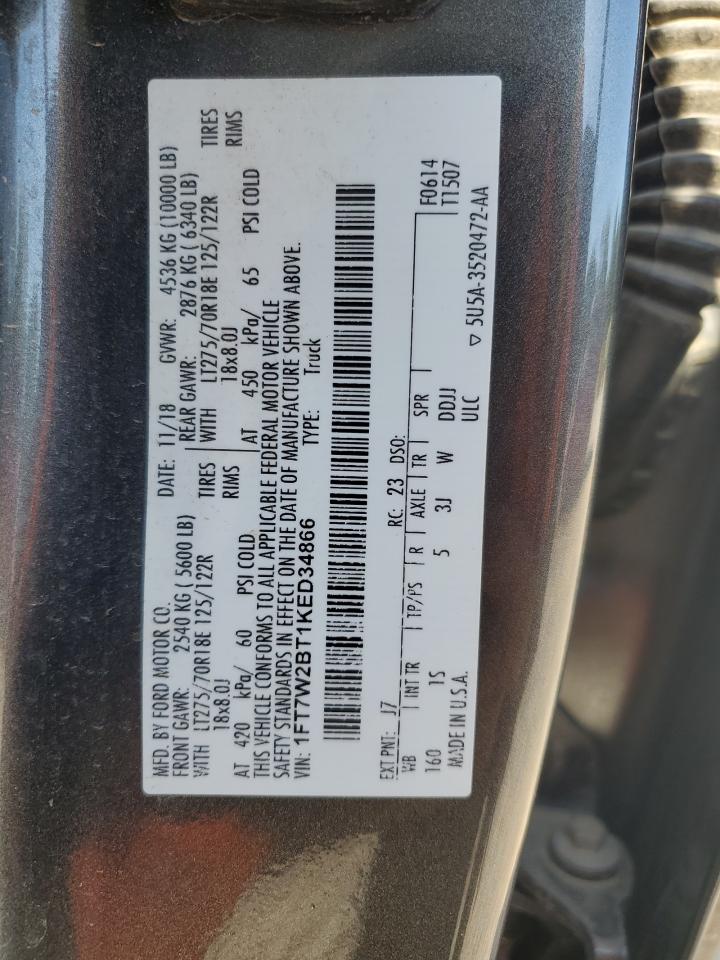 MFD. BY FORD MOTOR CO. DATE: 11/18 GVWR: 4536 KG (10000 LB)
FRONT GAWR: 2540 KG ( 5600 LB) REAR GAWR: 2876 KG ( 6340 LB)
WITH LT275/70R18E 125/122R TIRES WITH LT275/70R18E 125/122R TIRES
18x8.0J RIMS 18x8.0J RIMS
AT 420 kPa/ 60 PSI COLD AT 450 kPa/ 65 PSI COLD
THIS VEHICLE CONFORMS TO ALL APPLICABLE FEDERAL MOTOR VEHICLE
SAFETY STANDARDS IN EFFECT ON THE DATE OF MANUFACTURE SHOWN ABOVE.
VIN: 1FT7W2BT1KED34866 TYPE: Truck
EXT PNT: J7 RC: 23 DSO: F0614
WB INT TR TP/PS R AXLE TR SPR T1507
160 1S 5 3J W DDJJ
MADE IN U.S.A. ULC ▽ 5U5A-3520472-AA